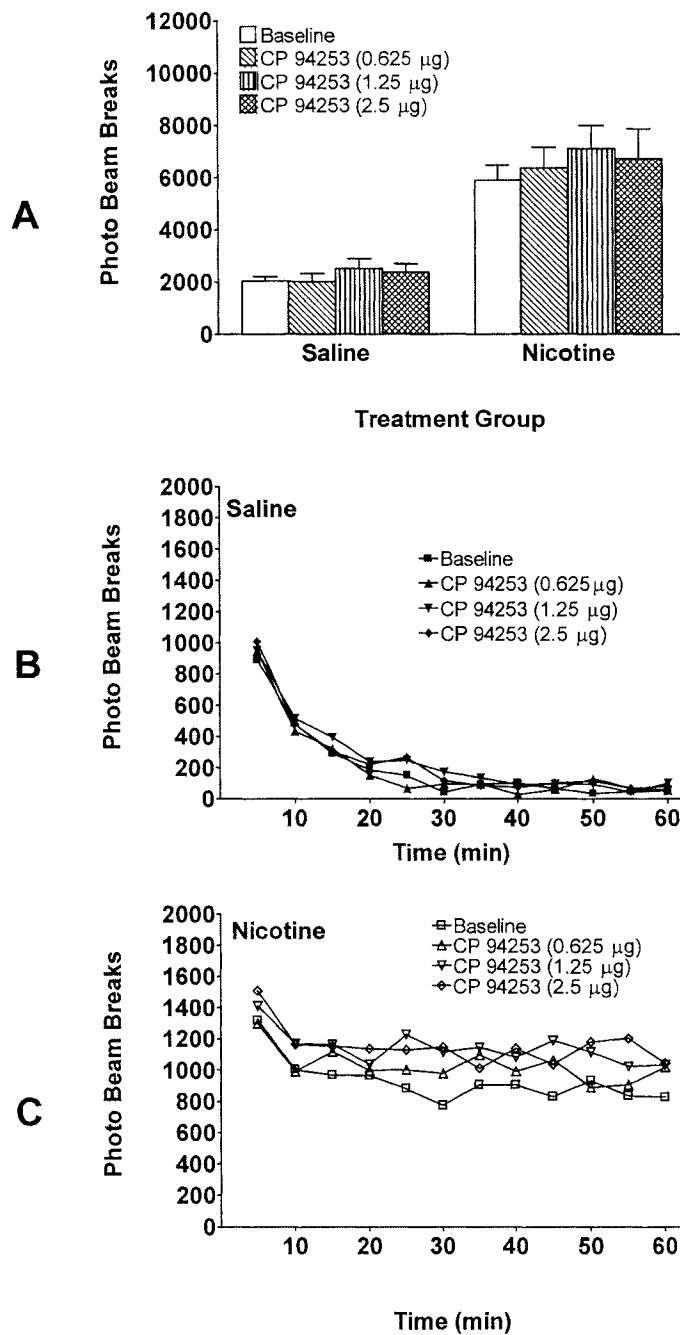 A
Photo Beam Breaks
12000
10000
8000
6000
4000
2000
0
Baseline
CP 94253 (0.625 µg)
CP 94253 (1.25 µg)
CP 94253 (2.5 µg)
Saline
Nicotine
Treatment Group
B
Photo Beam Breaks
2000
1800
1600
1400
1200
1000
800
600
400
200
0
Saline
Baseline
CP 94253 (0.625µg)
CP 94253 (1.25 µg)
CP 94253 (2.5 µg)
10 20 30 40 50 60
Time (min)
C
Photo Beam Breaks
2000
1800
1600
1400
1200
1000
800
600
400
200
0
Nicotine
Baseline
CP 94253 (0.625 µg)
CP 94253 (1.25 µg)
CP 94253 (2.5 µg)
10 20 30 40 50 60
Time (min)